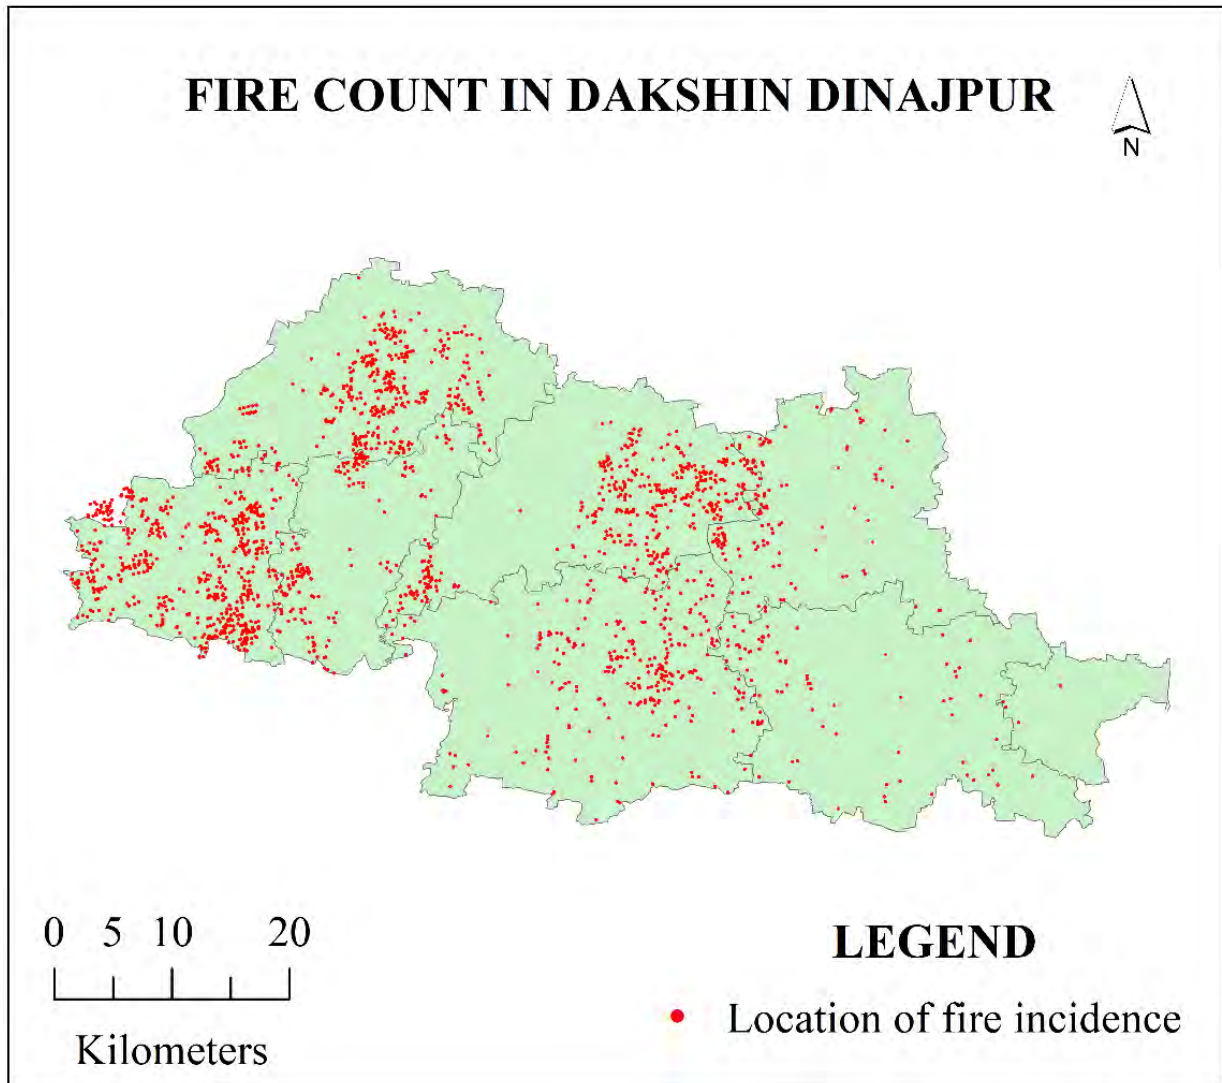 FIRE COUNT IN DAKSHIN DINAJPUR
N
0 5 10 20
Kilometers
LEGEND
Location of fire incidence